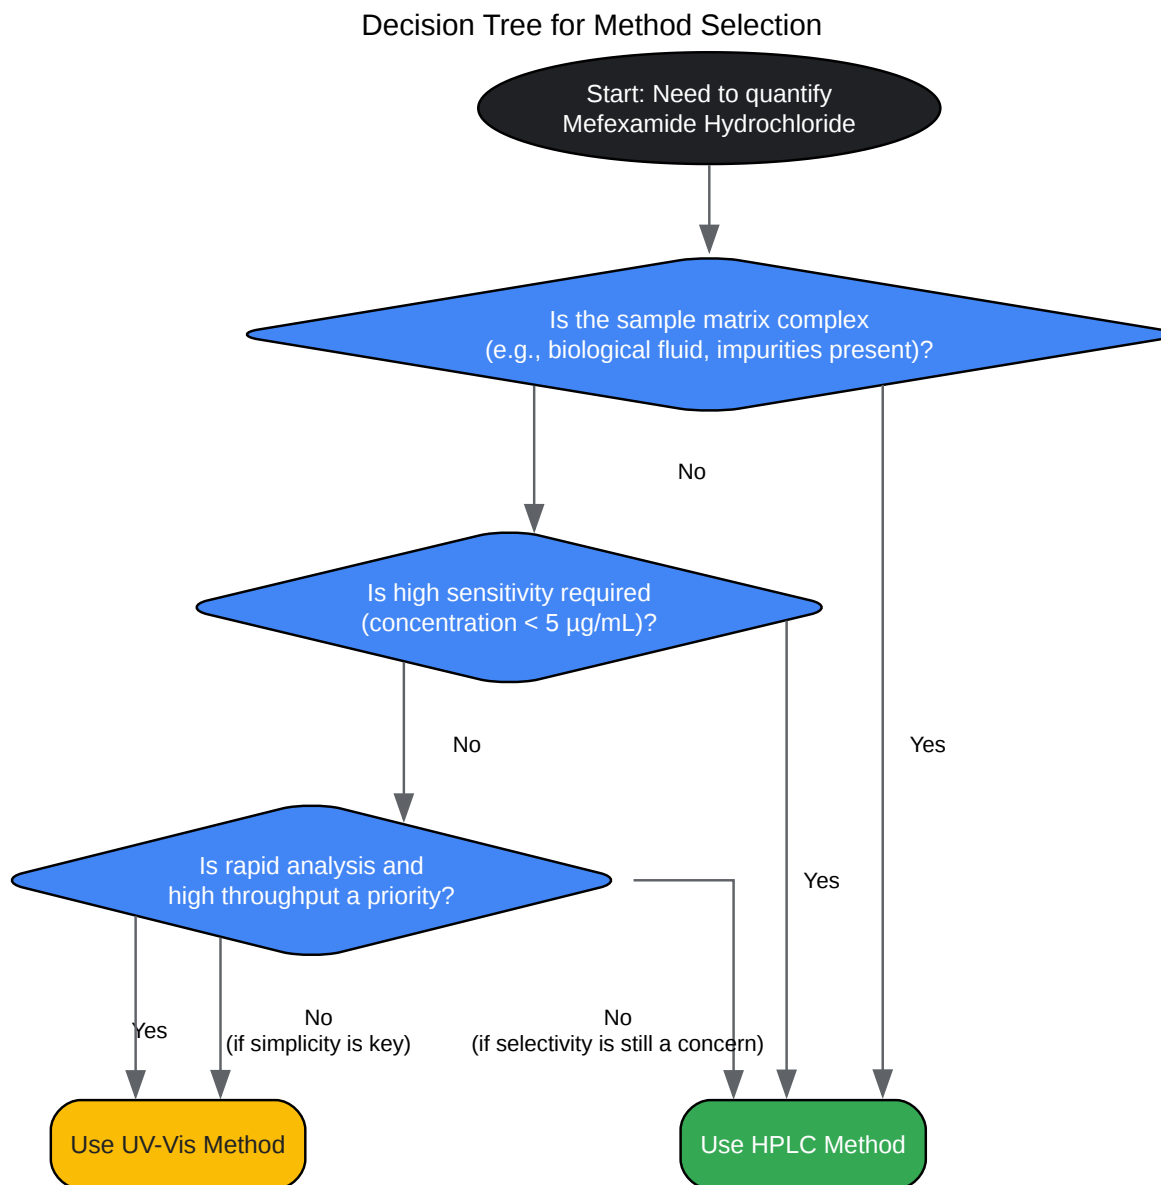 Decision Tree for Method Selection
Start: Need to quantify
Mefexamide Hydrochloride
Is the sample matrix complex
(e.g., biological fluid, impurities present)?
No
Is high sensitivity required
(concentration < 5 µg/mL)?
No
Yes
Is rapid analysis and
high throughput a priority?
Yes
Yes
No
(if simplicity is key)
No
(if selectivity is still a concern)
Use UV-Vis Method
Use HPLC Method